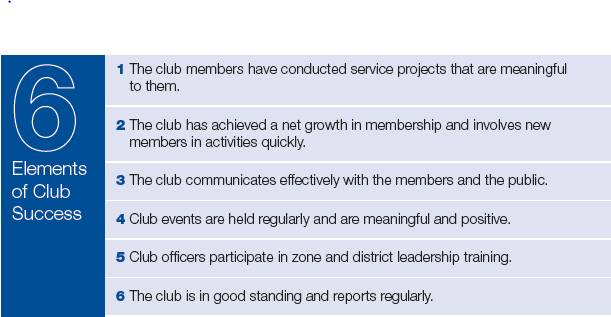 6
Elements
of Club
Success
1 The club members have conducted service projects that are meaningful
to them.
2 The club has achieved a net growth in membership and involves new
members in activities quickly.
3 The club communicates effectively with the members and the public.
4 Club events are held regularly and are meaningful and positive.
5 Club officers participate in zone and district leadership training.
6 The club is in good standing and reports regularly.